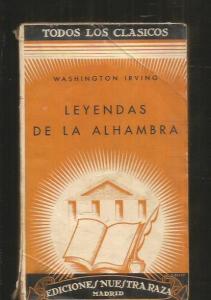 TODOS LOS CLASICOS
WASHINGTON IRVING
LEYENDAS
DE LA ALHAMBRA
EDICIONES NUESTRA RAZA
MADRID